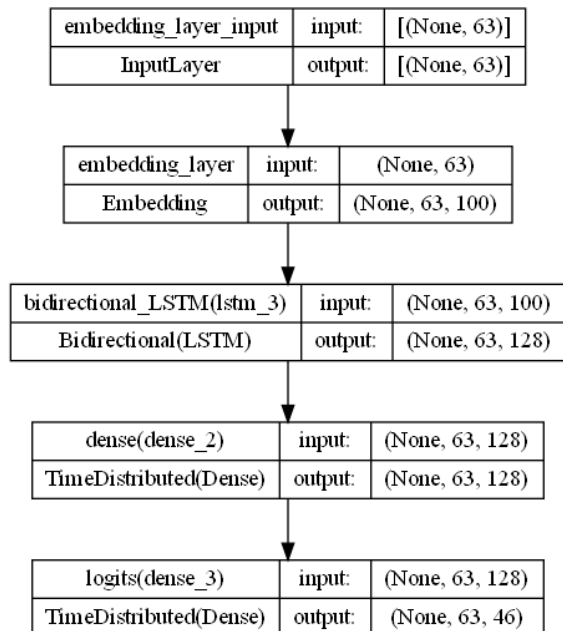 embedding_layer_input input: [(None, 63)]
InputLayer output: [(None, 63)]
embedding_layer input: (None, 63)
Embedding output: (None, 63, 100)
bidirectional_LSTM(lstm_3) input: (None, 63, 100)
Bidirectional(LSTM) output: (None, 63, 128)
dense(dense_2) input: (None, 63, 128)
TimeDistributed(Dense) output: (None, 63, 128)
logits(dense_3) input: (None, 63, 128)
TimeDistributed(Dense) output: (None, 63, 46)